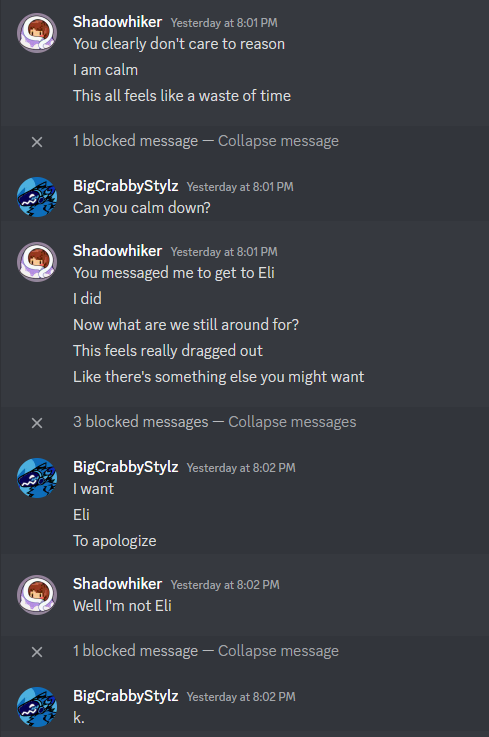 Shadowhiker Yesterday at 8:01 PM
You clearly don't care to reason
I am calm
This all feels like a waste of time
1 blocked message — Collapse message
BigCrabbyStylz Yesterday at 8:01 PM
Can you calm down?
Shadowhiker Yesterday at 8:01 PM
You messaged me to get to Eli
I did
Now what are we still around for?
This feels really dragged out
Like there's something else you might want
3 blocked messages — Collapse messages
BigCrabbyStylz Yesterday at 8:02 PM
I want
Eli
To apologize
Shadowhiker Yesterday at 8:02 PM
Well I'm not Eli
1 blocked message — Collapse message
BigCrabbyStylz Yesterday at 8:02 PM
k.